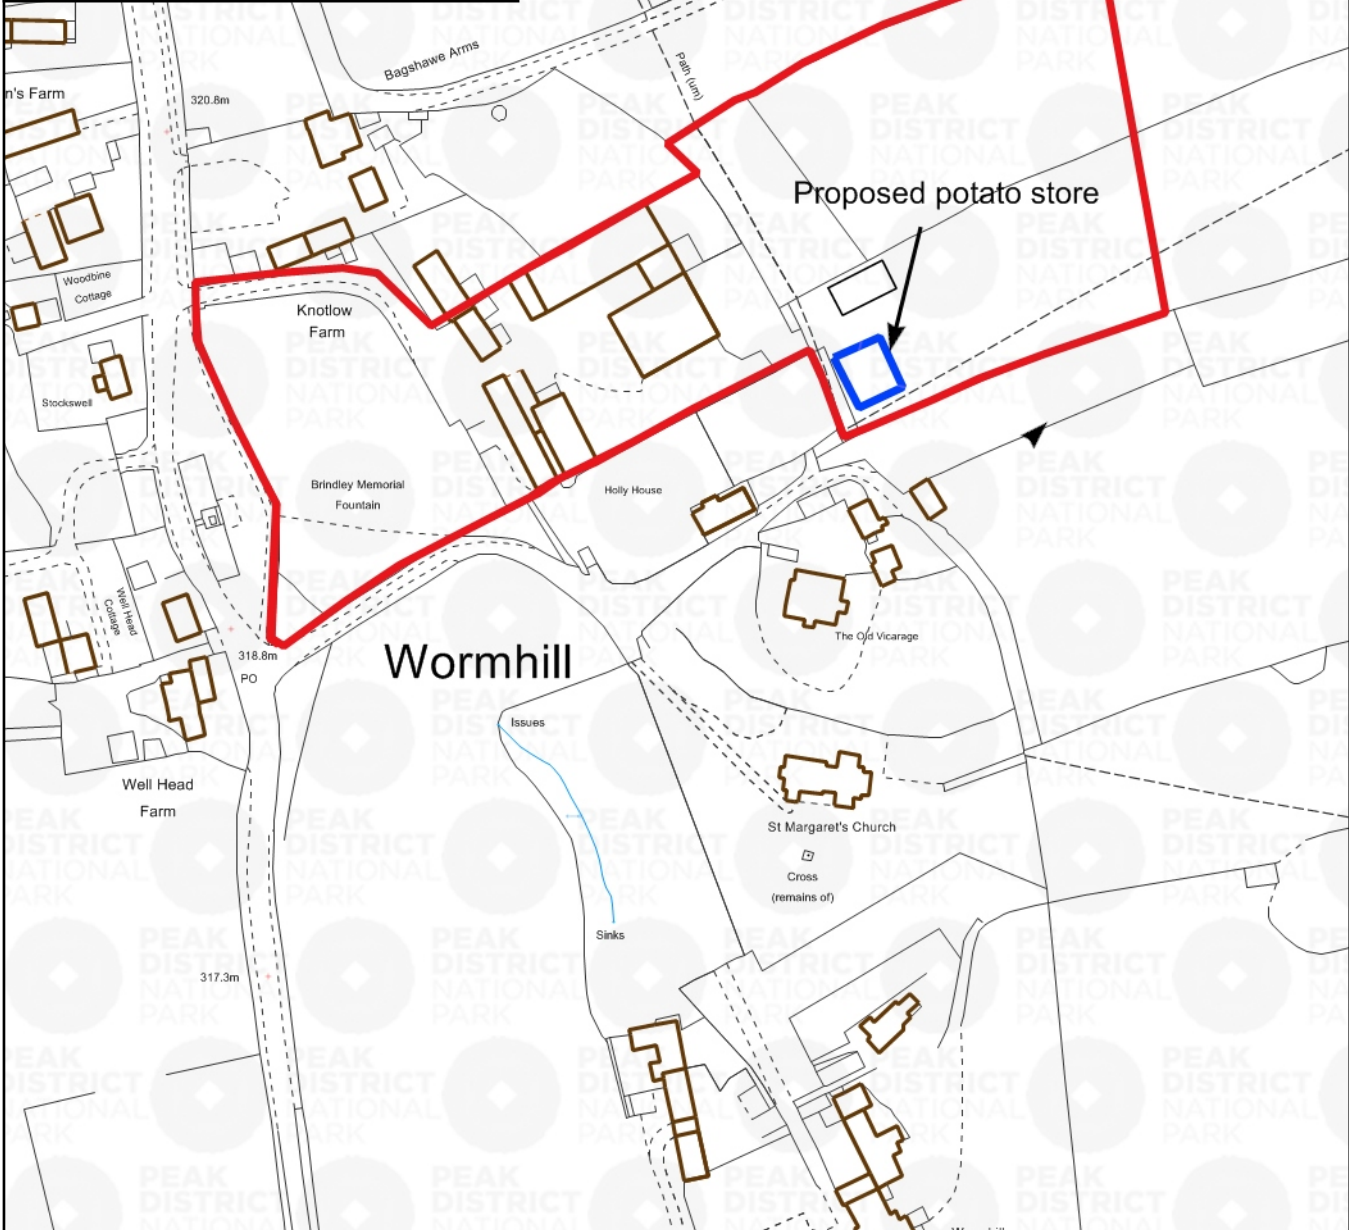 Bagshawe Arms
n's Farm
320.8m
Path (um)
Proposed potato store
Woodbine
Cottage
Knotlow
Farm
Stockswell
Brindley Memorial
Fountain
Holly House
Well Head
Cottage
The Old Vicarage
318.8m
PO
Wormhill
Issues
Well Head
Farm
St Margaret's Church
Cross
(remains of)
Sinks
317.3m
PEAK
DISTRICT
NATIONAL
PARK